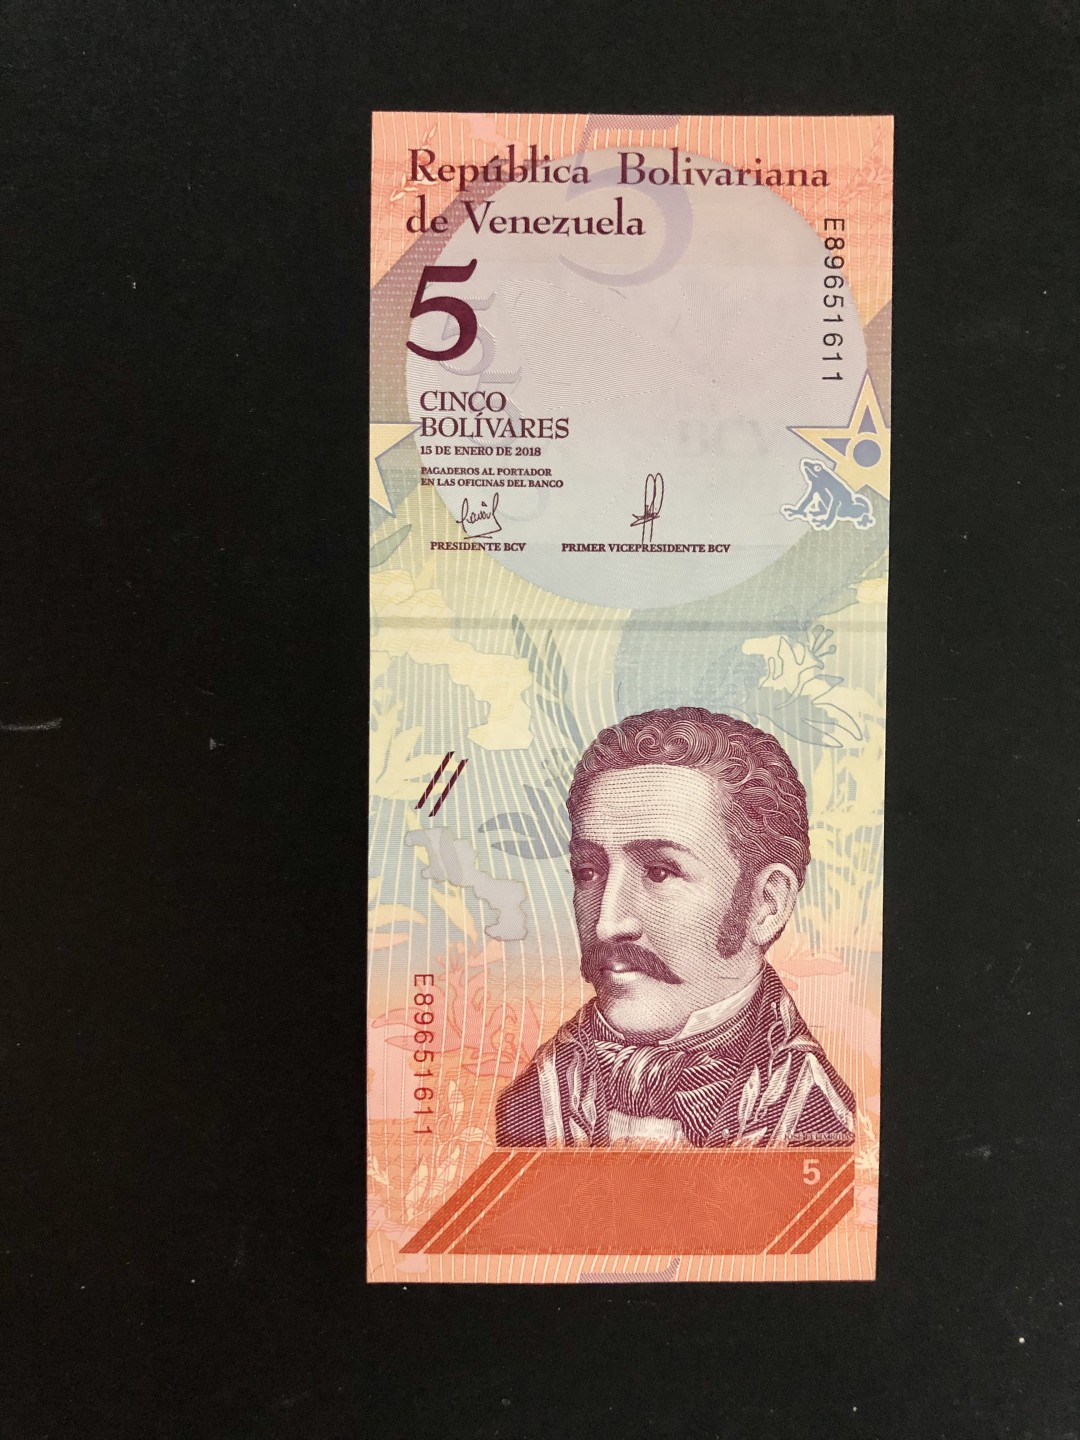 República Bolivariana
de Venezuela
E89651611
5
CINCO
BOLÍVARES
15 DE ENERO DE 2018
PAGADEROS AL PORTADOR
EN LAS OFICINAS DEL BANCO
PRESIDENTE BCV
PRIMER VICEPRESIDENTE BCV
E89651611
5